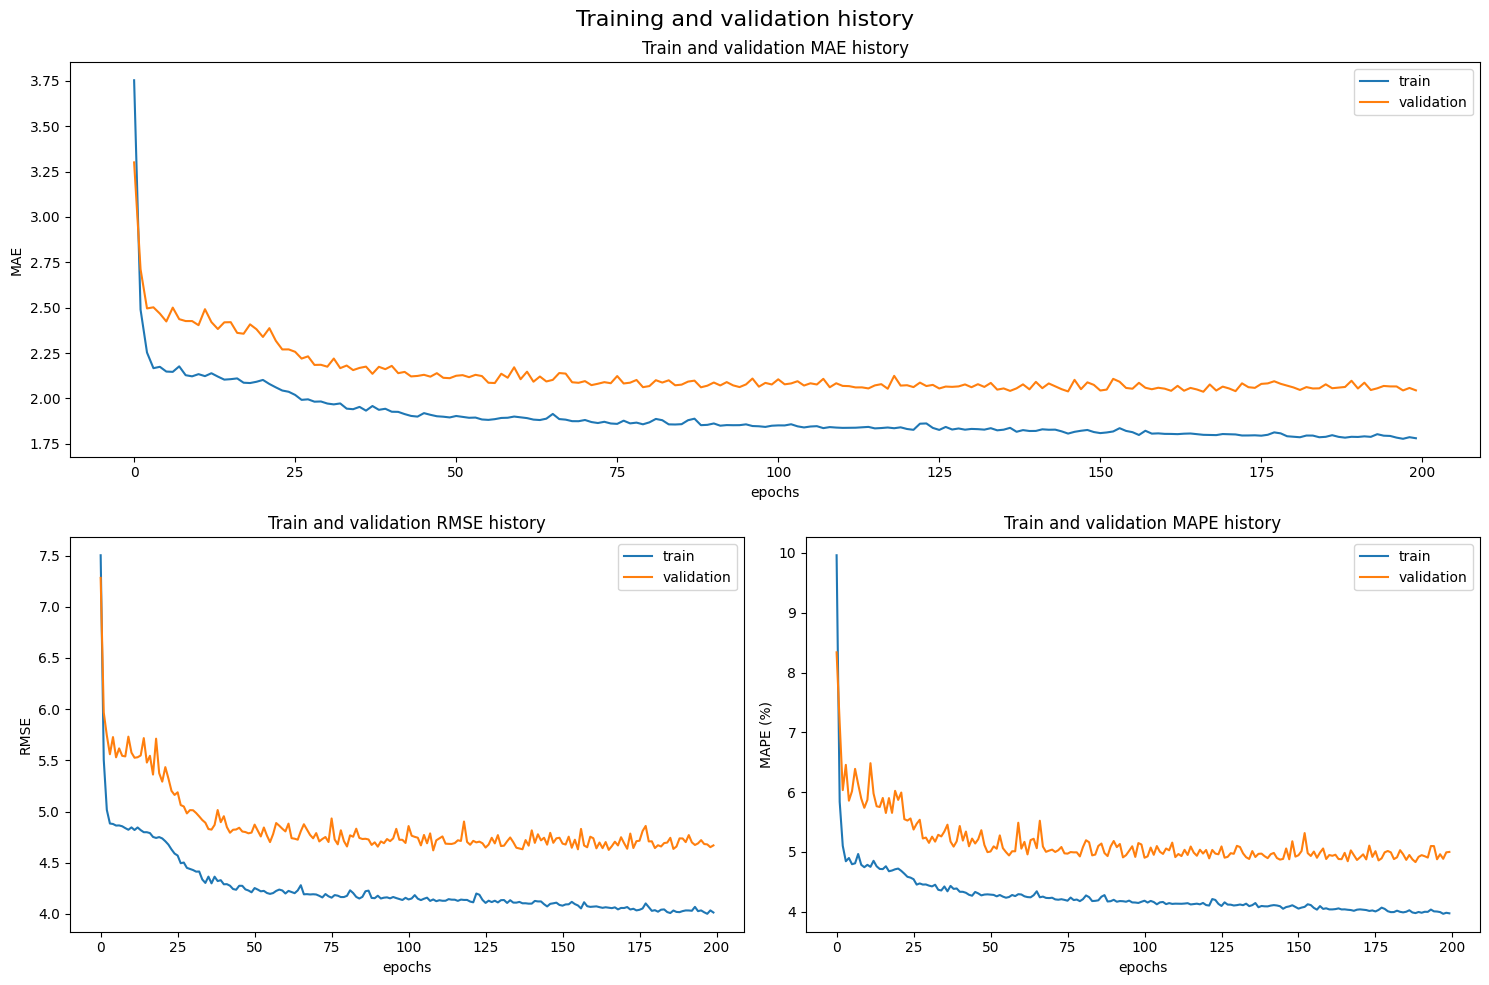 Training and validation history
Train and validation MAE history
3.75
3.50
3.25
3.00
2.75
2.50
2.25
2.00
1.75
MAE
train
validation
0 25 50 75 100 125 150 175 200
epochs
Train and validation RMSE history
7.5
7.0
6.5
6.0
5.5
5.0
4.5
4.0
RMSE
train
validation
0 25 50 75 100 125 150 175 200
epochs
Train and validation MAPE history
10
9
8
7
6
5
4
MAPE (%)
train
validation
0 25 50 75 100 125 150 175 200
epochs